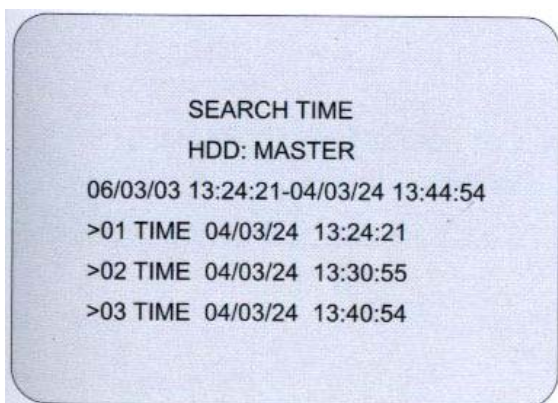 SEARCH TIME
HDD: MASTER
06/03/03 13:24:21-04/03/24 13:44:54
>01 TIME 04/03/24 13:24:21
>02 TIME 04/03/24 13:30:55
>03 TIME 04/03/24 13:40:54